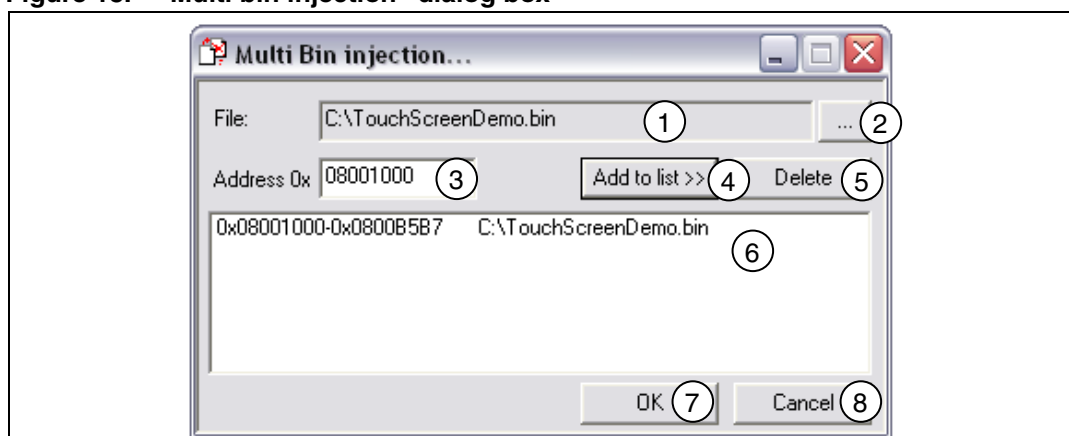 Figure 13. "Multi bin injection" dialog box
Multi Bin injection...
File: C:\TouchScreenDemo.bin 1 ... 2
Address 0x 08001000 3 Add to list >> 4 Delete 5
0x08001000-0x0800B5B7 C:\TouchScreenDemo.bin
6
OK 7 Cancel 8